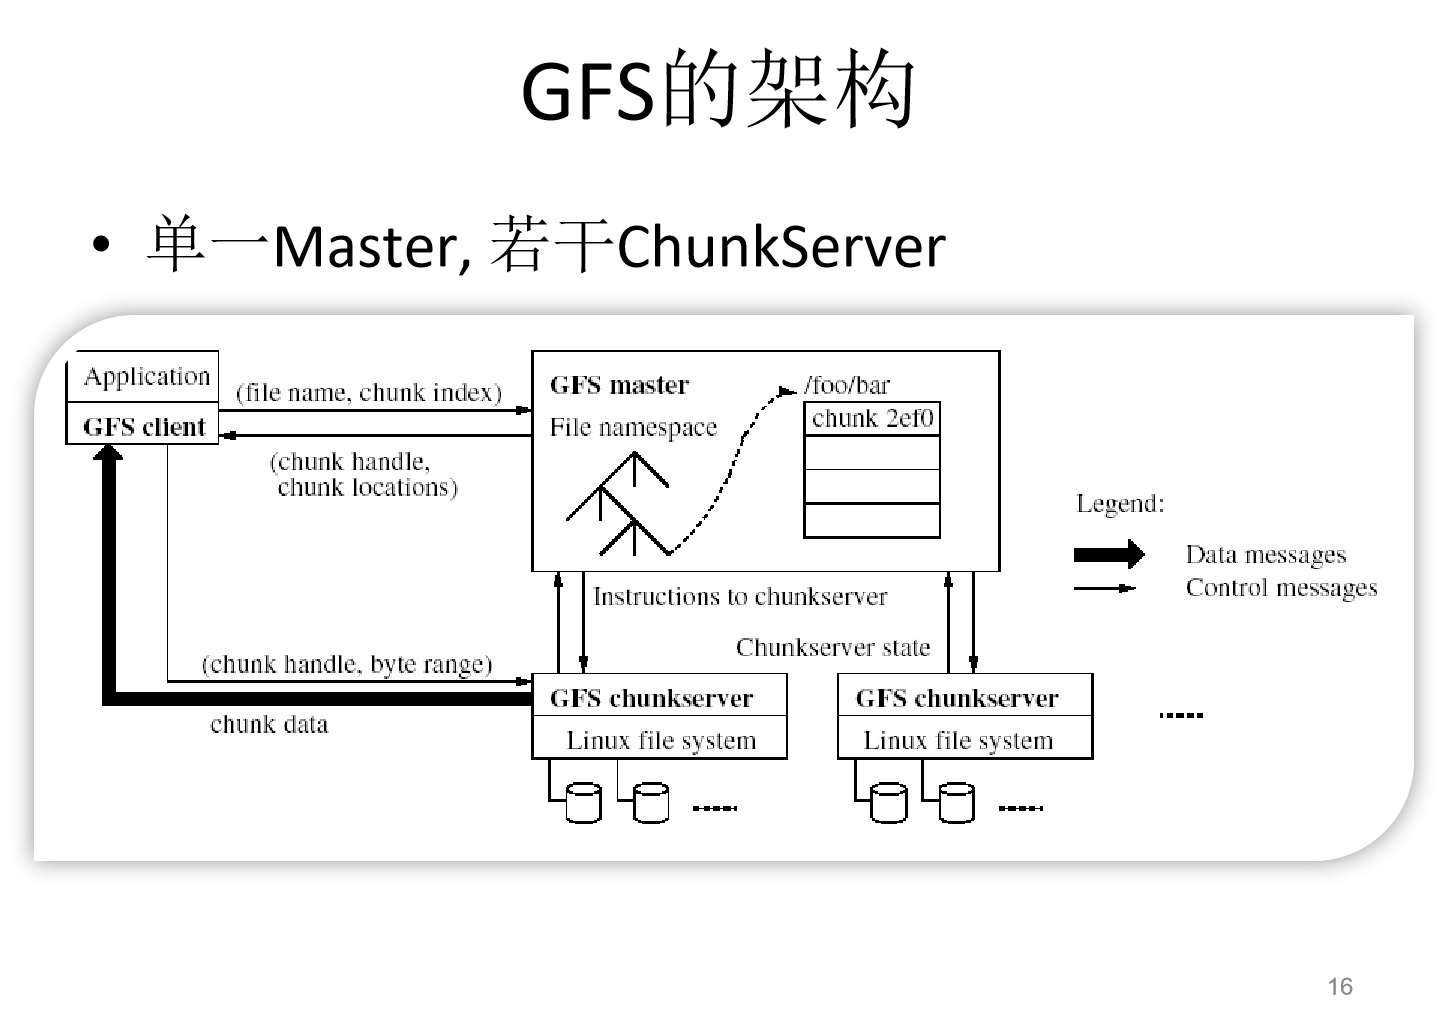 GFS的架构
• 单一Master, 若干ChunkServer
Application
GFS client
(file name, chunk index)
(chunk handle,
chunk locations)
GFS master
File namespace
/foo/bar
chunk 2ef0
Legend:
Data messages
Control messages
Instructions to chunkserver
Chunkserver state
(chunk handle, byte range)
chunk data
GFS chunkserver
Linux file system
GFS chunkserver
Linux file system
16